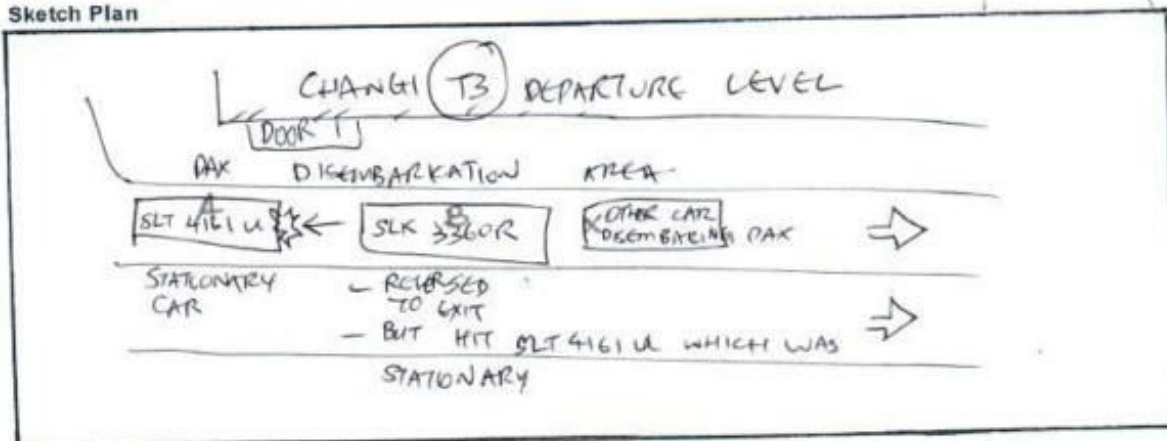 Sketch Plan
CHANGI T3 DEPARTURE LEVEL
DOOR 1
PAX DISEMBARKATION AREA
A
SLT 4161 U
B
SLK 3360R
OTHER CAR
DISEMBARING PAX
STATIONARY
CAR
- REVERSED
TO EXIT
- BUT HIT SLT 4161 U WHICH WAS
STATIONARY